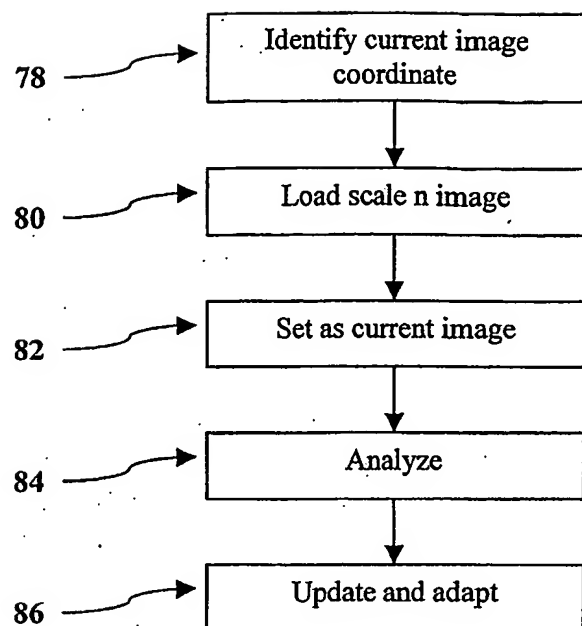 Identify current image
coordinate
78
Load scale n image
80
Set as current image
82
Analyze
84
Update and adapt
86